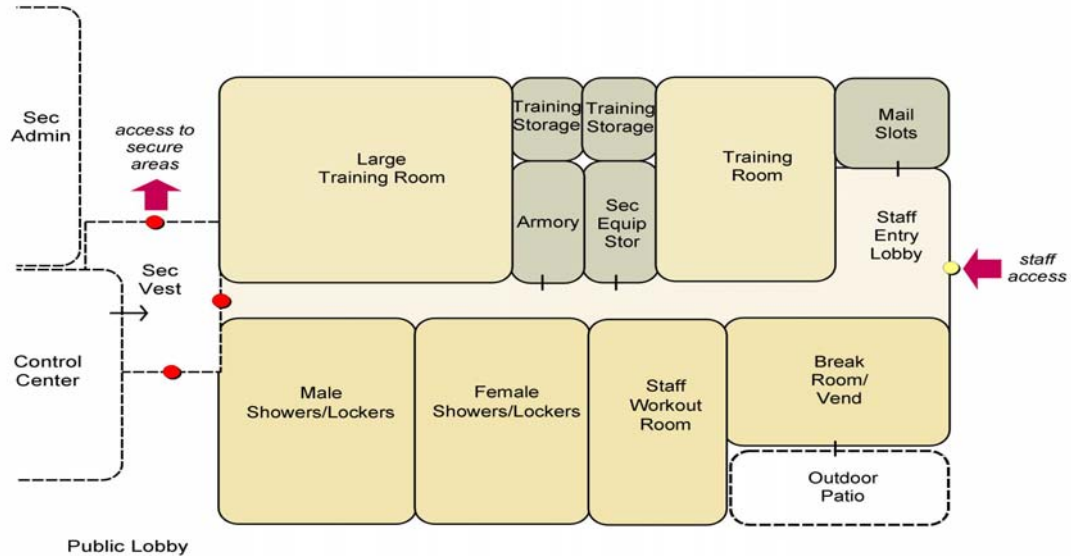 Sec
Admin
access to
secure
areas
Large
Training Room
Training
Storage
Training
Storage
Training
Room
Mail
Slots
Armory
Sec
Equip
Stor
Staff
Entry
Lobby
staff
access
Sec
Vest
Control
Center
Male
Showers/Lockers
Female
Showers/Lockers
Staff
Workout
Room
Break
Room/
Vend
Outdoor
Patio
Public Lobby